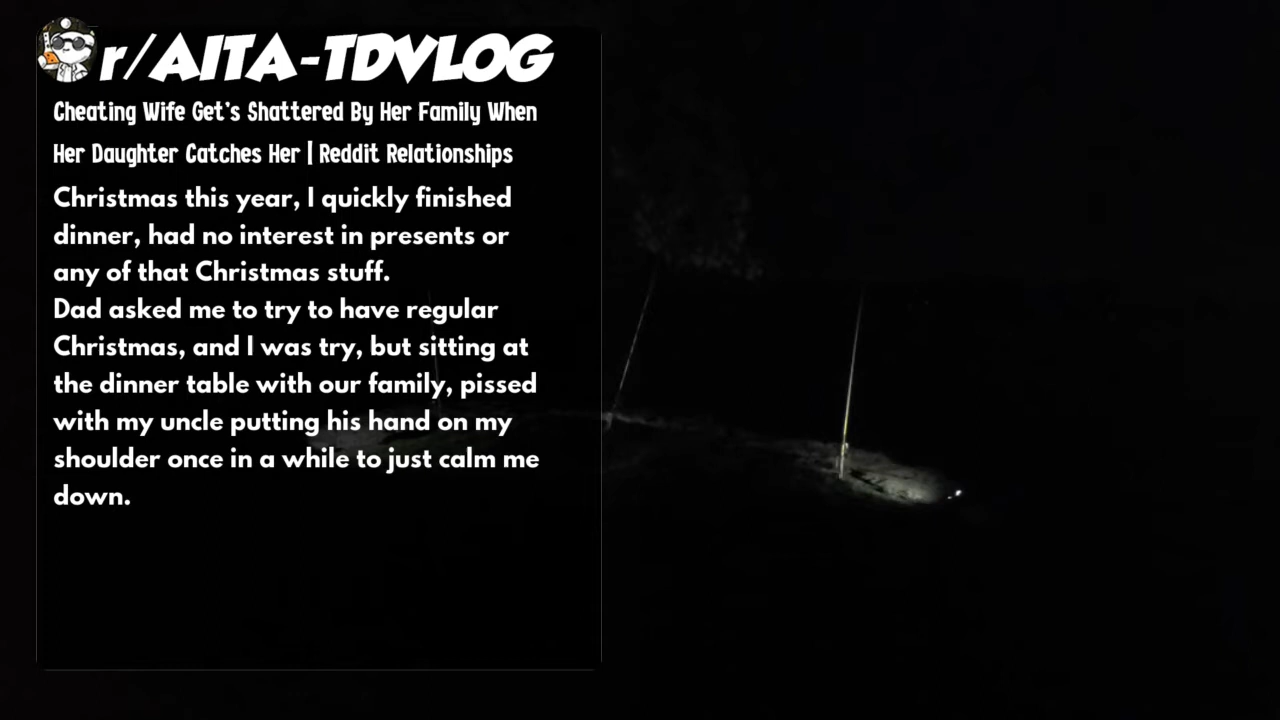 r/AITA-TDVLOG
Cheating Wife Get's Shattered By Her Family When
Her Daughter Catches Her | Reddit Relationships
Christmas this year, I quickly finished
dinner, had no interest in presents or
any of that Christmas stuff.
Dad asked me to try to have regular
Christmas, and I was try, but sitting at
the dinner table with our family, pissed
with my uncle putting his hand on my
shoulder once in a while to just calm me
down.